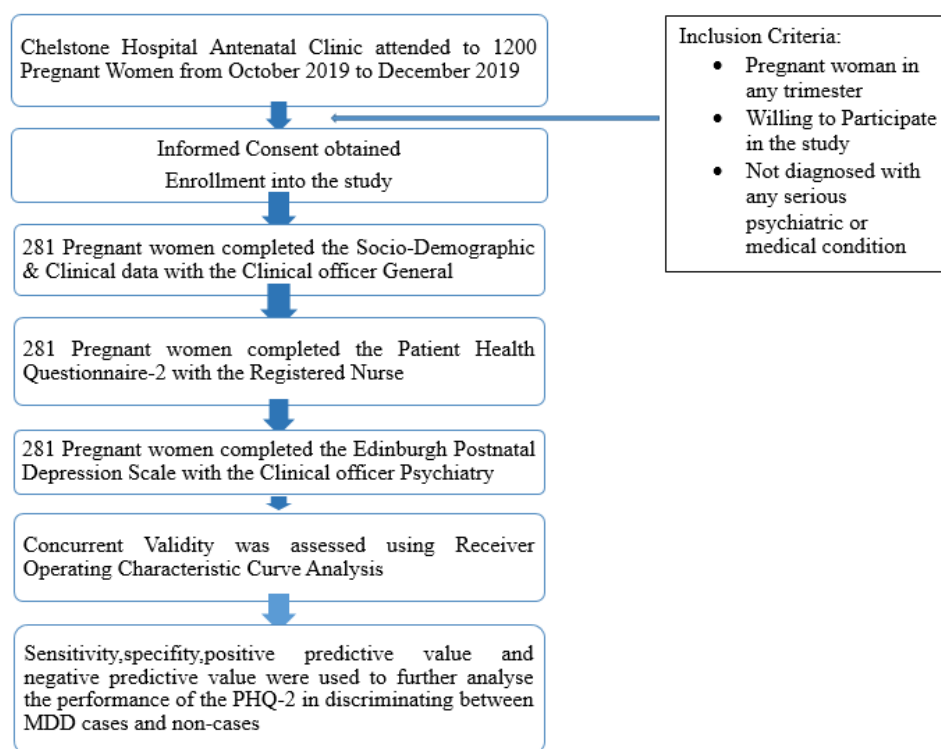 Chelstone Hospital Antenatal Clinic attended to 1200
Pregnant Women from October 2019 to December 2019
Inclusion Criteria:
• Pregnant woman in
any trimester
• Willing to Participate
in the study
• Not diagnosed with
any serious
psychiatric or
medical condition
Informed Consent obtained
Enrollment into the study
281 Pregnant women completed the Socio-Demographic
& Clinical data with the Clinical officer General
281 Pregnant women completed the Patient Health
Questionnaire-2 with the Registered Nurse
281 Pregnant women completed the Edinburgh Postnatal
Depression Scale with the Clinical officer Psychiatry
Concurrent Validity was assessed using Receiver
Operating Characteristic Curve Analysis
Sensitivity,specifity,positive predictive value and
negative predictive value were used to further analyse
the performance of the PHQ-2 in discriminating between
MDD cases and non-cases